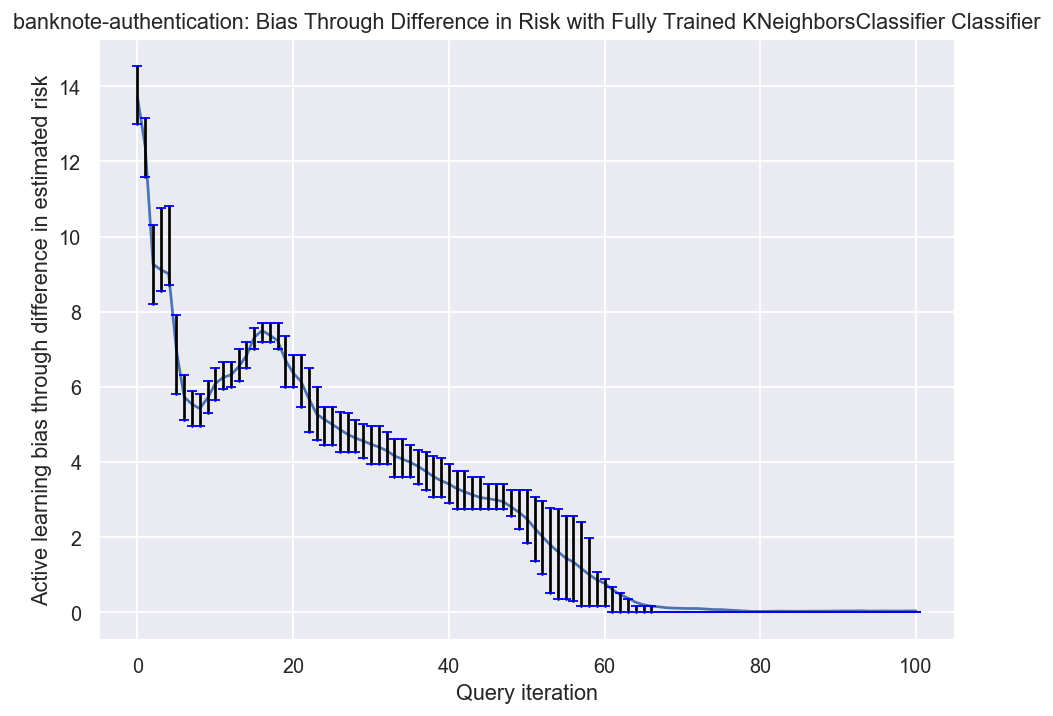 banknote-authentication: Bias Through Difference in Risk with Fully Trained KNeighborsClassifier Classifier
Active learning bias through difference in estimated risk
14
12
10
8
6
4
2
0
0 20 40 60 80 100
Query iteration